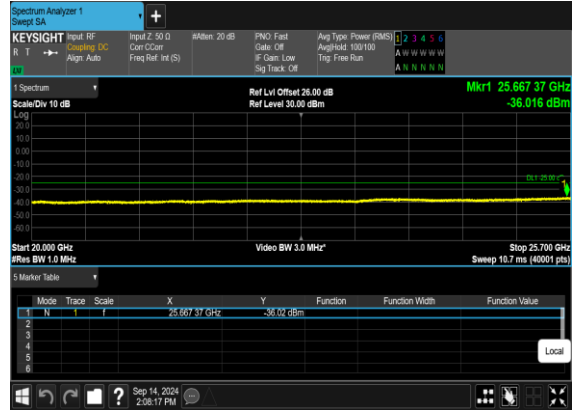 Spectrum Analyzer 1
Swept SA
KEYSIGHT Input: RF Input Z: 50 Ω #Atten: 20 dB PNO: Fast Avg Type: Power (RMS) 1 2 3 4 5 6
R T Coupling: DC Corr CCorr Gate: Off Avg|Hold: 100/100 A W W W W W
Align: Auto Freq Ref: Int (S) IF Gain: Low Trig: Free Run
LW Sig Track: Off A N N N N N
1 Spectrum Ref Lvl Offset 26.00 dB Mkr1 25.667 37 GHz
Scale/Div 10 dB Ref Level 30.00 dBm -36.016 dBm
Log
20.0
10.0
0.00
-10.0
-20.0
DL1 -25.00
1
-30.0
-40.0
-50.0
-60.0
Start 20.000 GHz Video BW 3.0 MHz* Stop 25.700 GHz
#Res BW 1.0 MHz Sweep 10.7 ms (40001 pts)
5 Marker Table
Mode Trace Scale X Y Function Function Width Function Value
1 N 1 f 25.667 37 GHz -36.02 dBm
2
3
4
5
6
Local
? Sep 14, 2024
2:08:17 PM